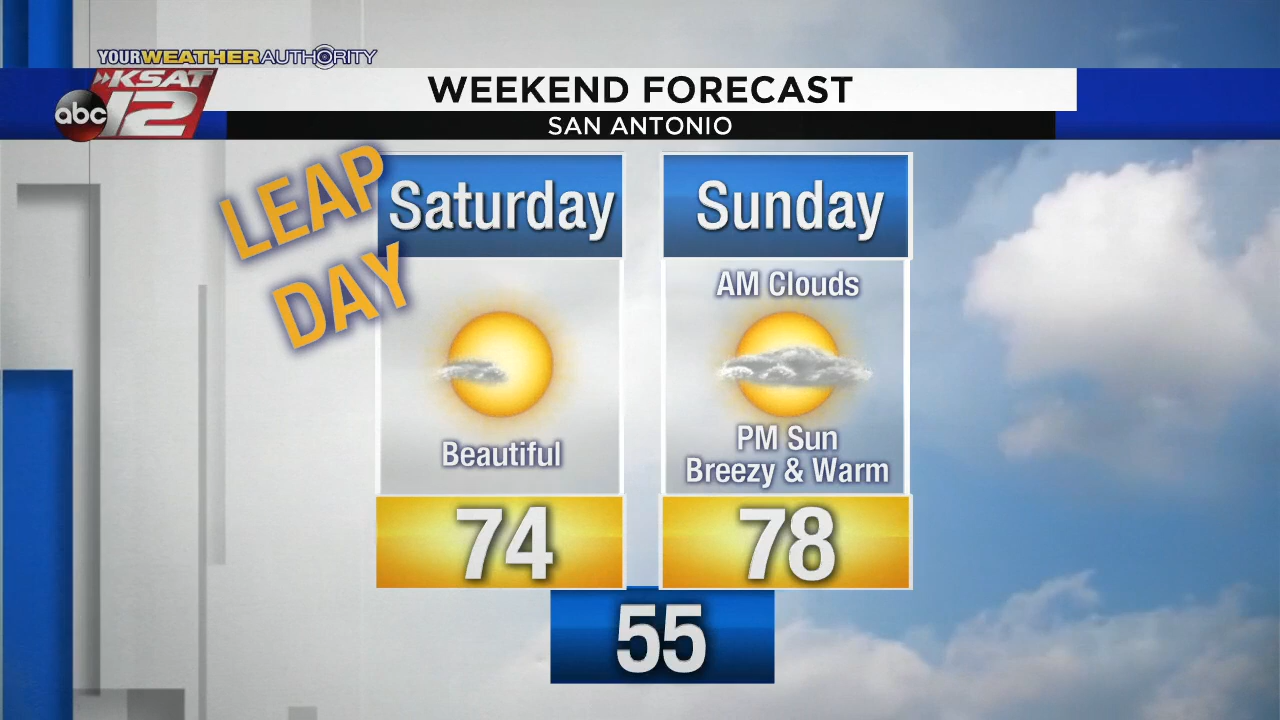 YOURWEATHERAUTHORITY
KSAT
abc
12
WEEKEND FORECAST
SAN ANTONIO
LEAP
DAY
Saturday
Beautiful
74
Sunday
AM Clouds
PM Sun
Breezy & Warm
78
55